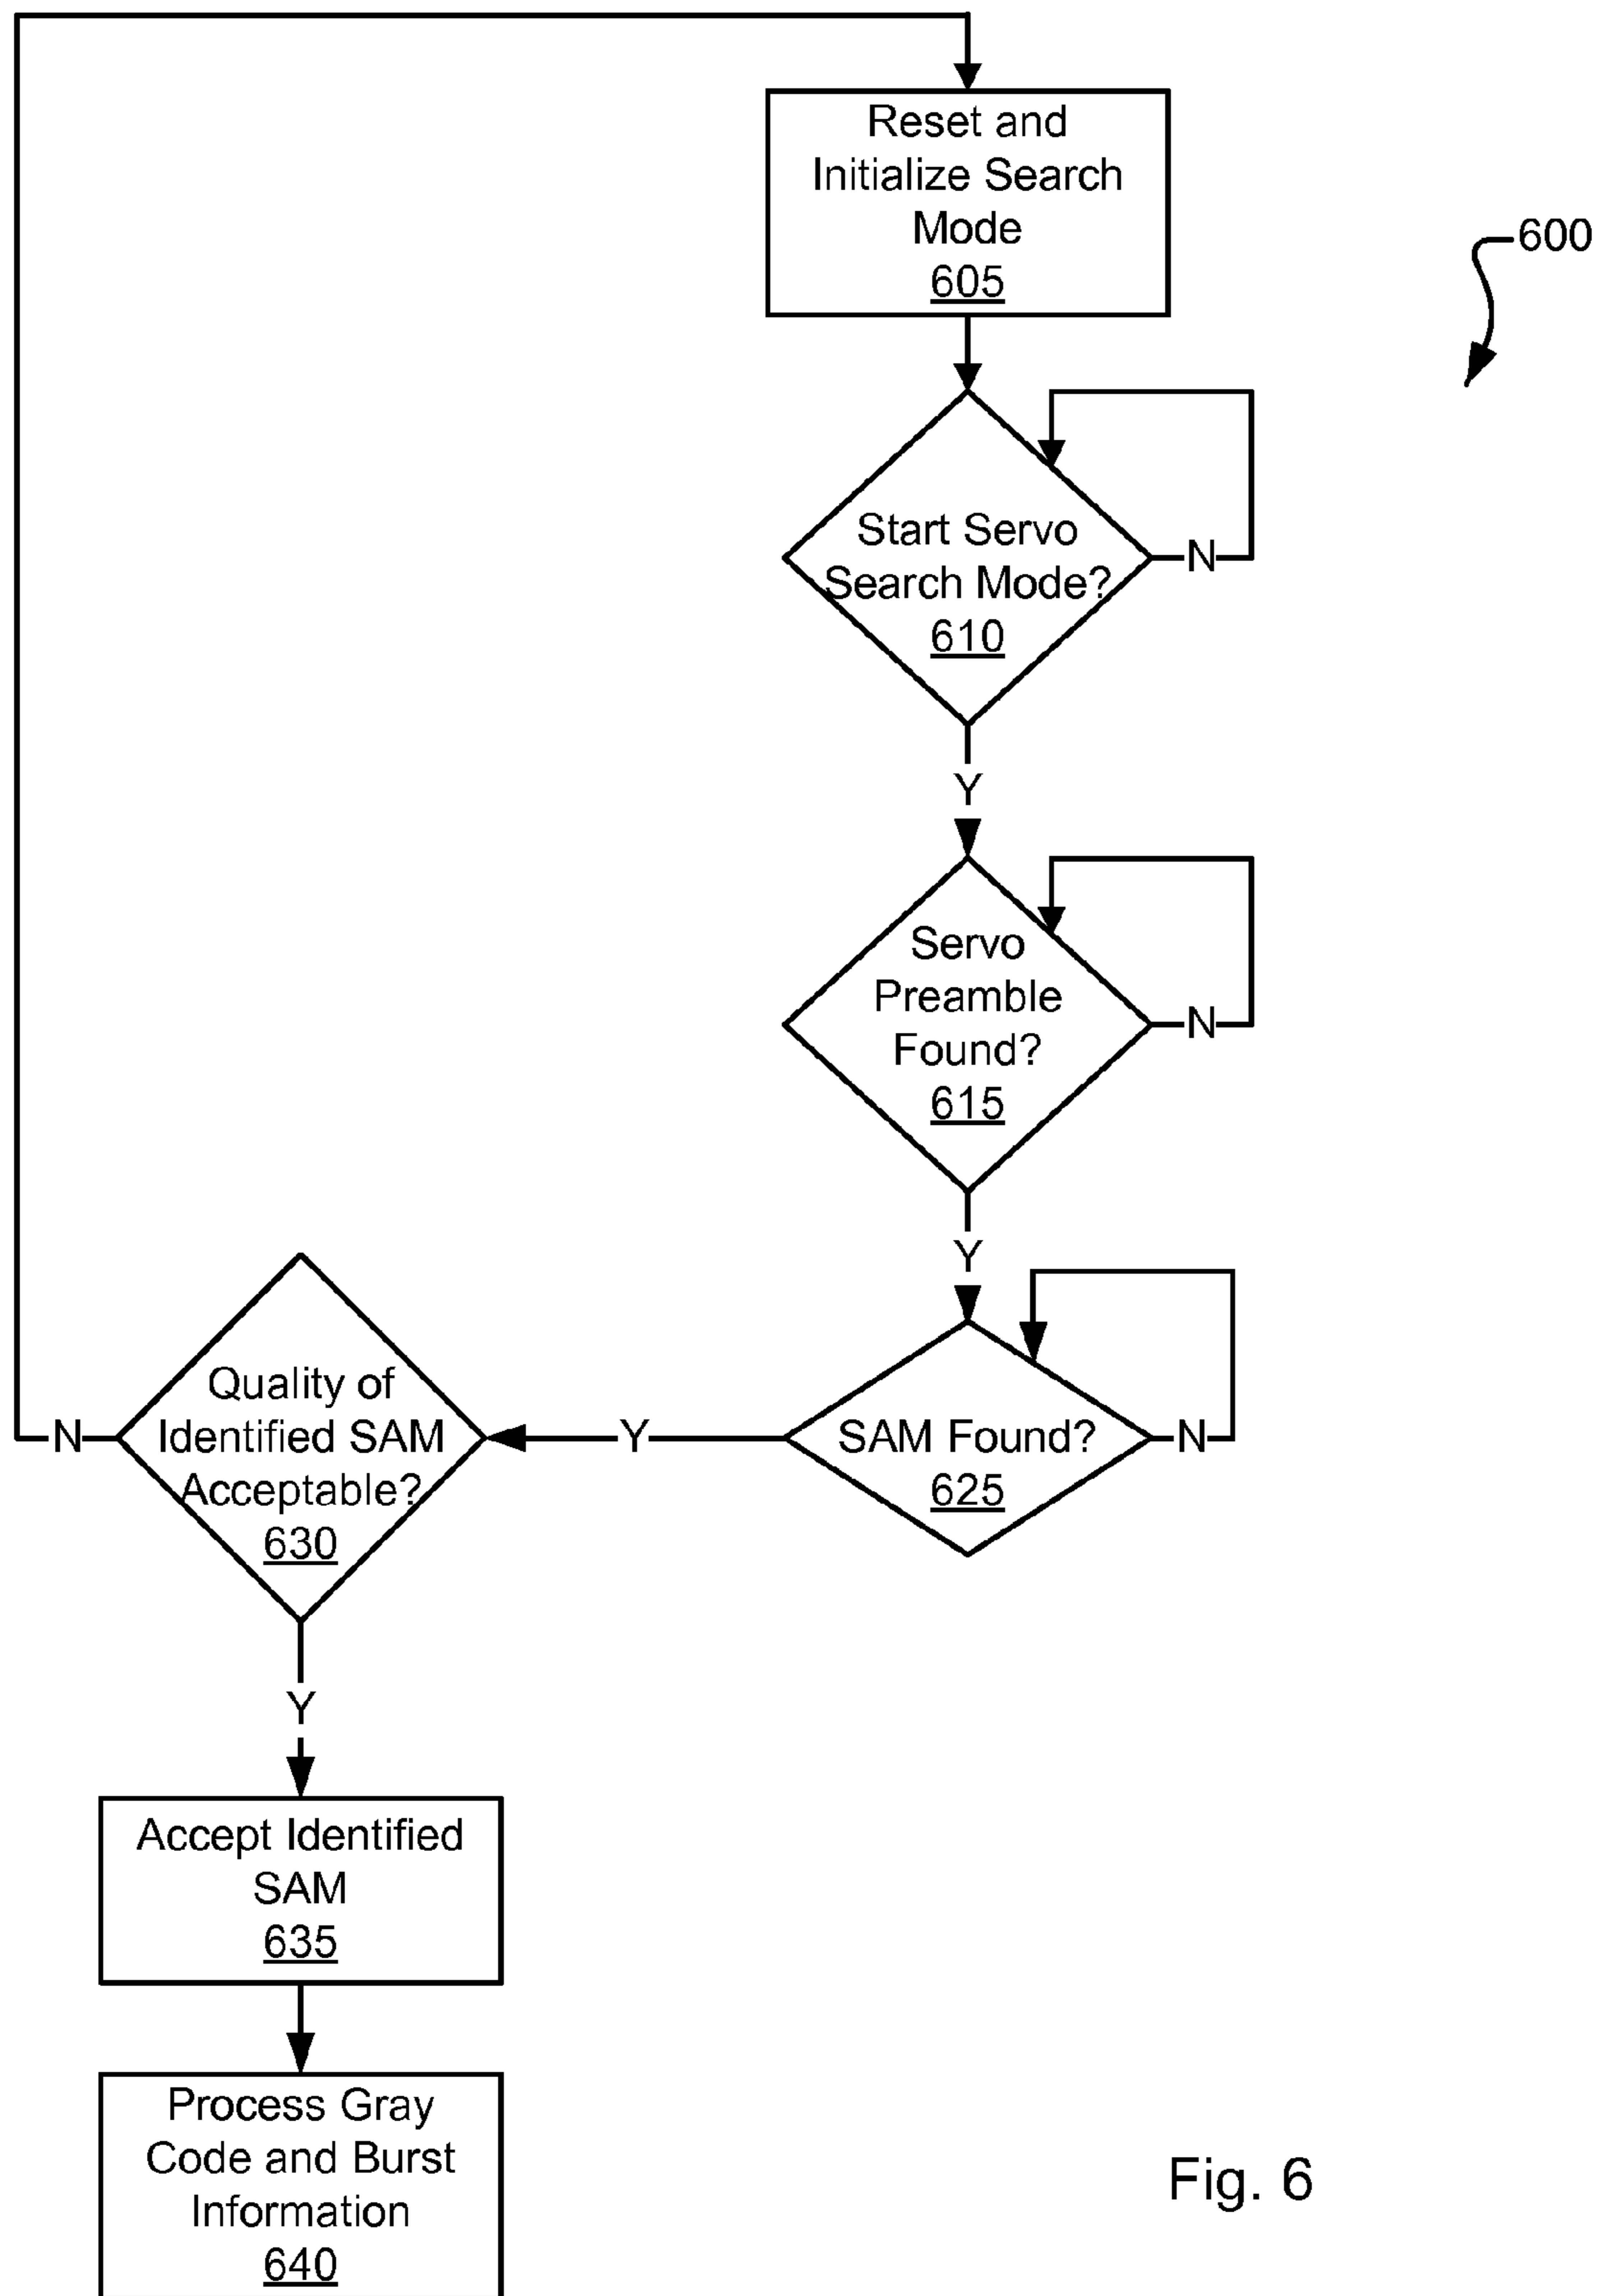 Reset and
Initialize Search
Mode
605
600
Start Servo
Search Mode?
610
N
Y
Servo
Preamble
Found?
615
N
Y
SAM Found?
625
N
Y
Quality of
Identified SAM
Acceptable?
630
N
Y
Accept Identified
SAM
635
Process Gray
Code and Burst
Information
640
Fig. 6